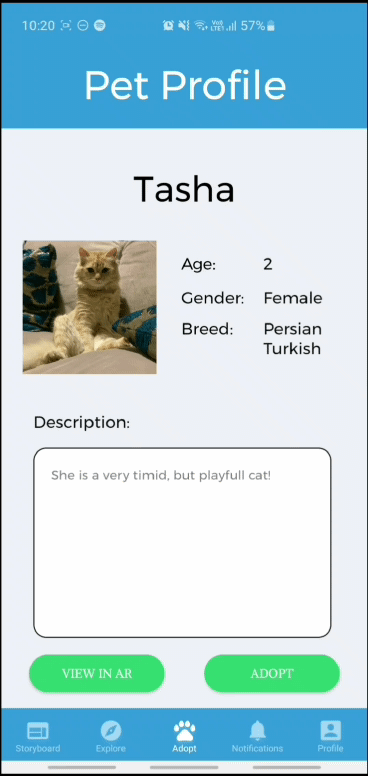 10:20 57%
Pet Profile
Tasha
Age: 2
Gender: Female
Breed: Persian
Turkish
Description:
She is a very timid, but playfull cat!
VIEW IN AR ADOPT
Storyboard Explore Adopt Notifications Profile